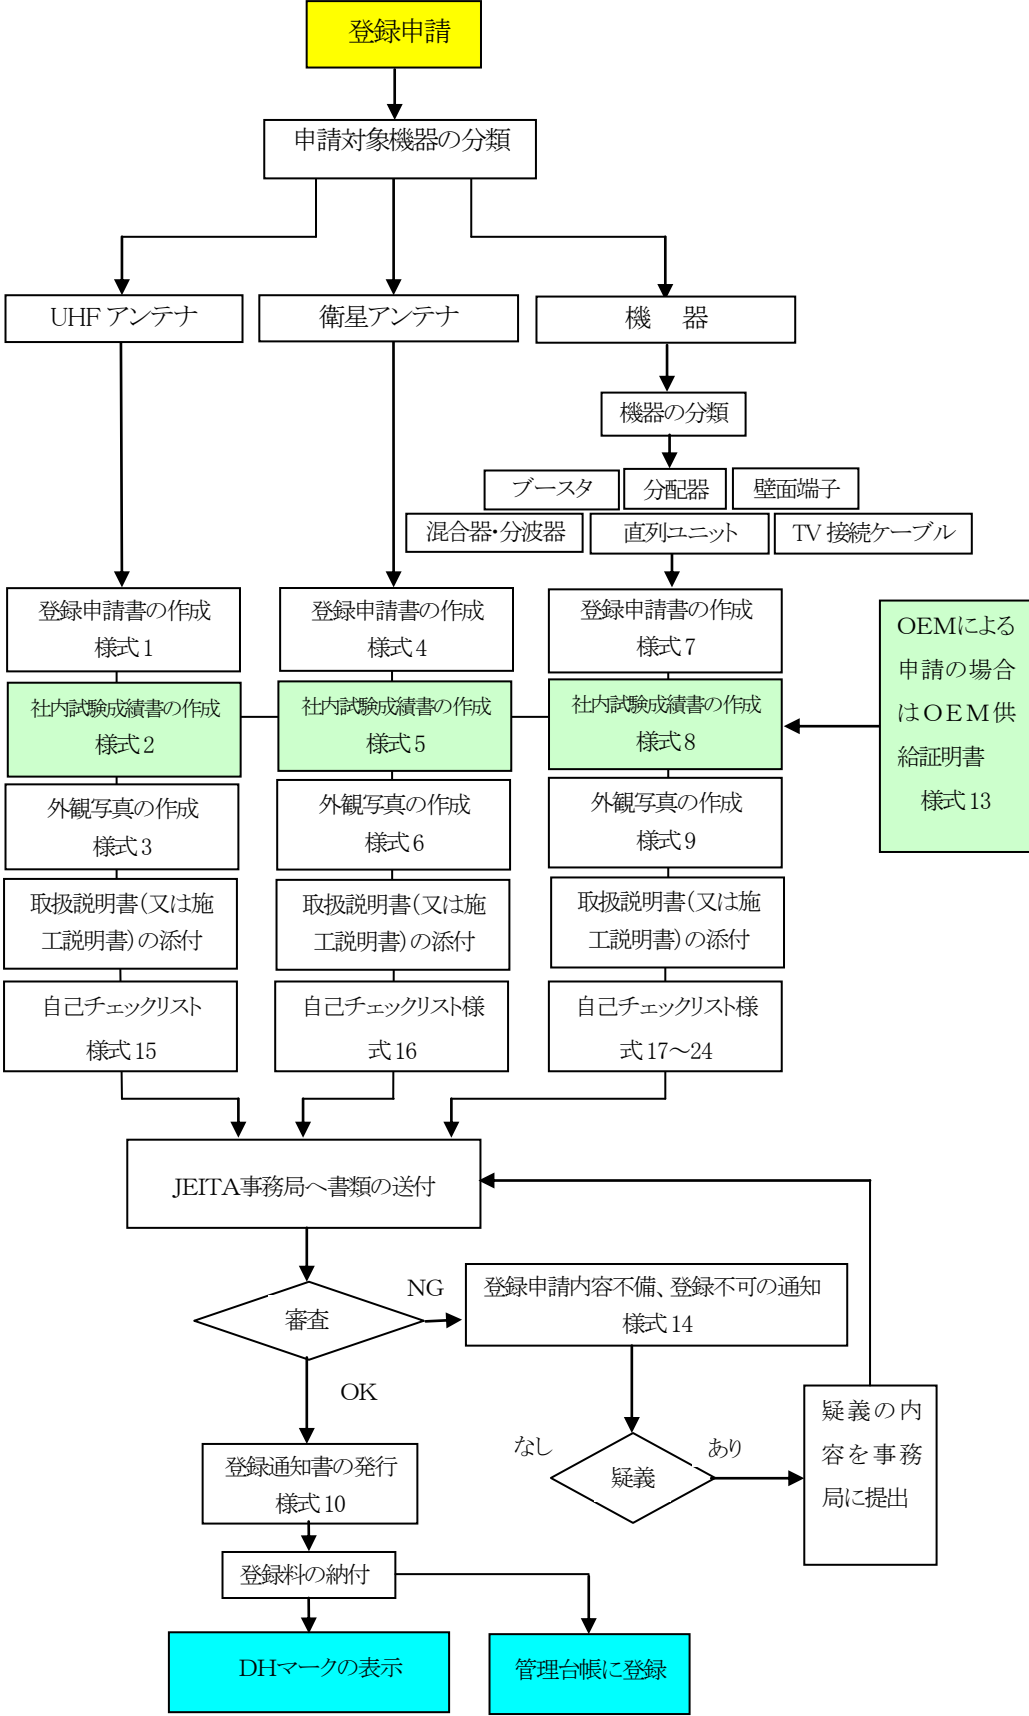 登録申請
申請対象機器の分類
UHF アンテナ
衛星アンテナ
機　器
機器の分類
ブースタ
分配器
壁面端子
混合器・分波器
直列ユニット
TV 接続ケーブル
登録申請書の作成
様式 1
登録申請書の作成
様式 4
登録申請書の作成
様式 7
OEMによる
申請の場合
はOEM供
給証明書
様式 13
社内試験成績書の作成
様式 2
社内試験成績書の作成
様式 5
社内試験成績書の作成
様式 8
外観写真の作成
様式 3
外観写真の作成
様式 6
外観写真の作成
様式 9
取扱説明書（又は施
工説明書）の添付
取扱説明書（又は施
工説明書）の添付
取扱説明書（又は施
工説明書）の添付
自己チェックリスト
様式 15
自己チェックリスト様
式 16
自己チェックリスト様
式 17～24
JEITA事務局へ書類の送付
審査
NG
登録申請内容不備、登録不可の通知
様式 14
OK
なし
疑義
あり
疑義の内
容を事務
局に提出
登録通知書の発行
様式 10
登録料の納付
DHマークの表示
管理台帳に登録